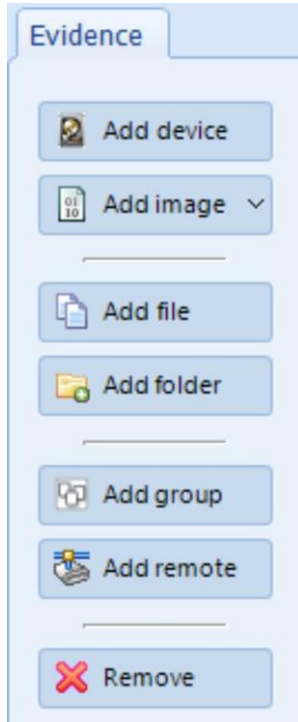 Evidence
Add device
Add image
Add file
Add folder
Add group
Add remote
Remove